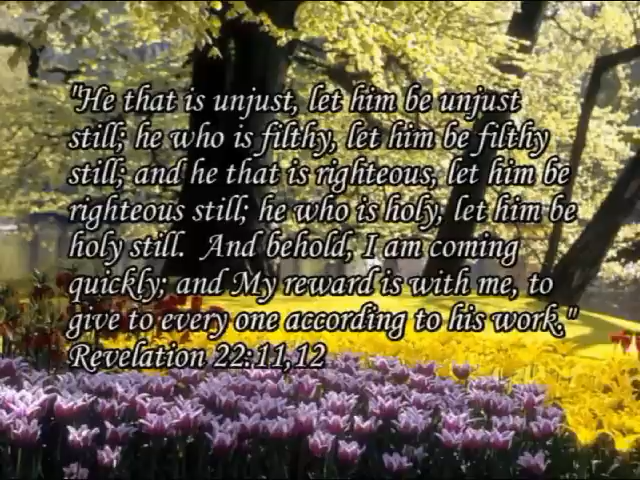 "He that is unjust, let him be unjust
still; he who is filthy, let him be filthy
still; and he that is righteous, let him be
righteous still; he who is holy, let him be
holy still.  And behold, I am coming
quickly; and My reward is with me, to
give to every one according to his work."
Revelation 22:11,12